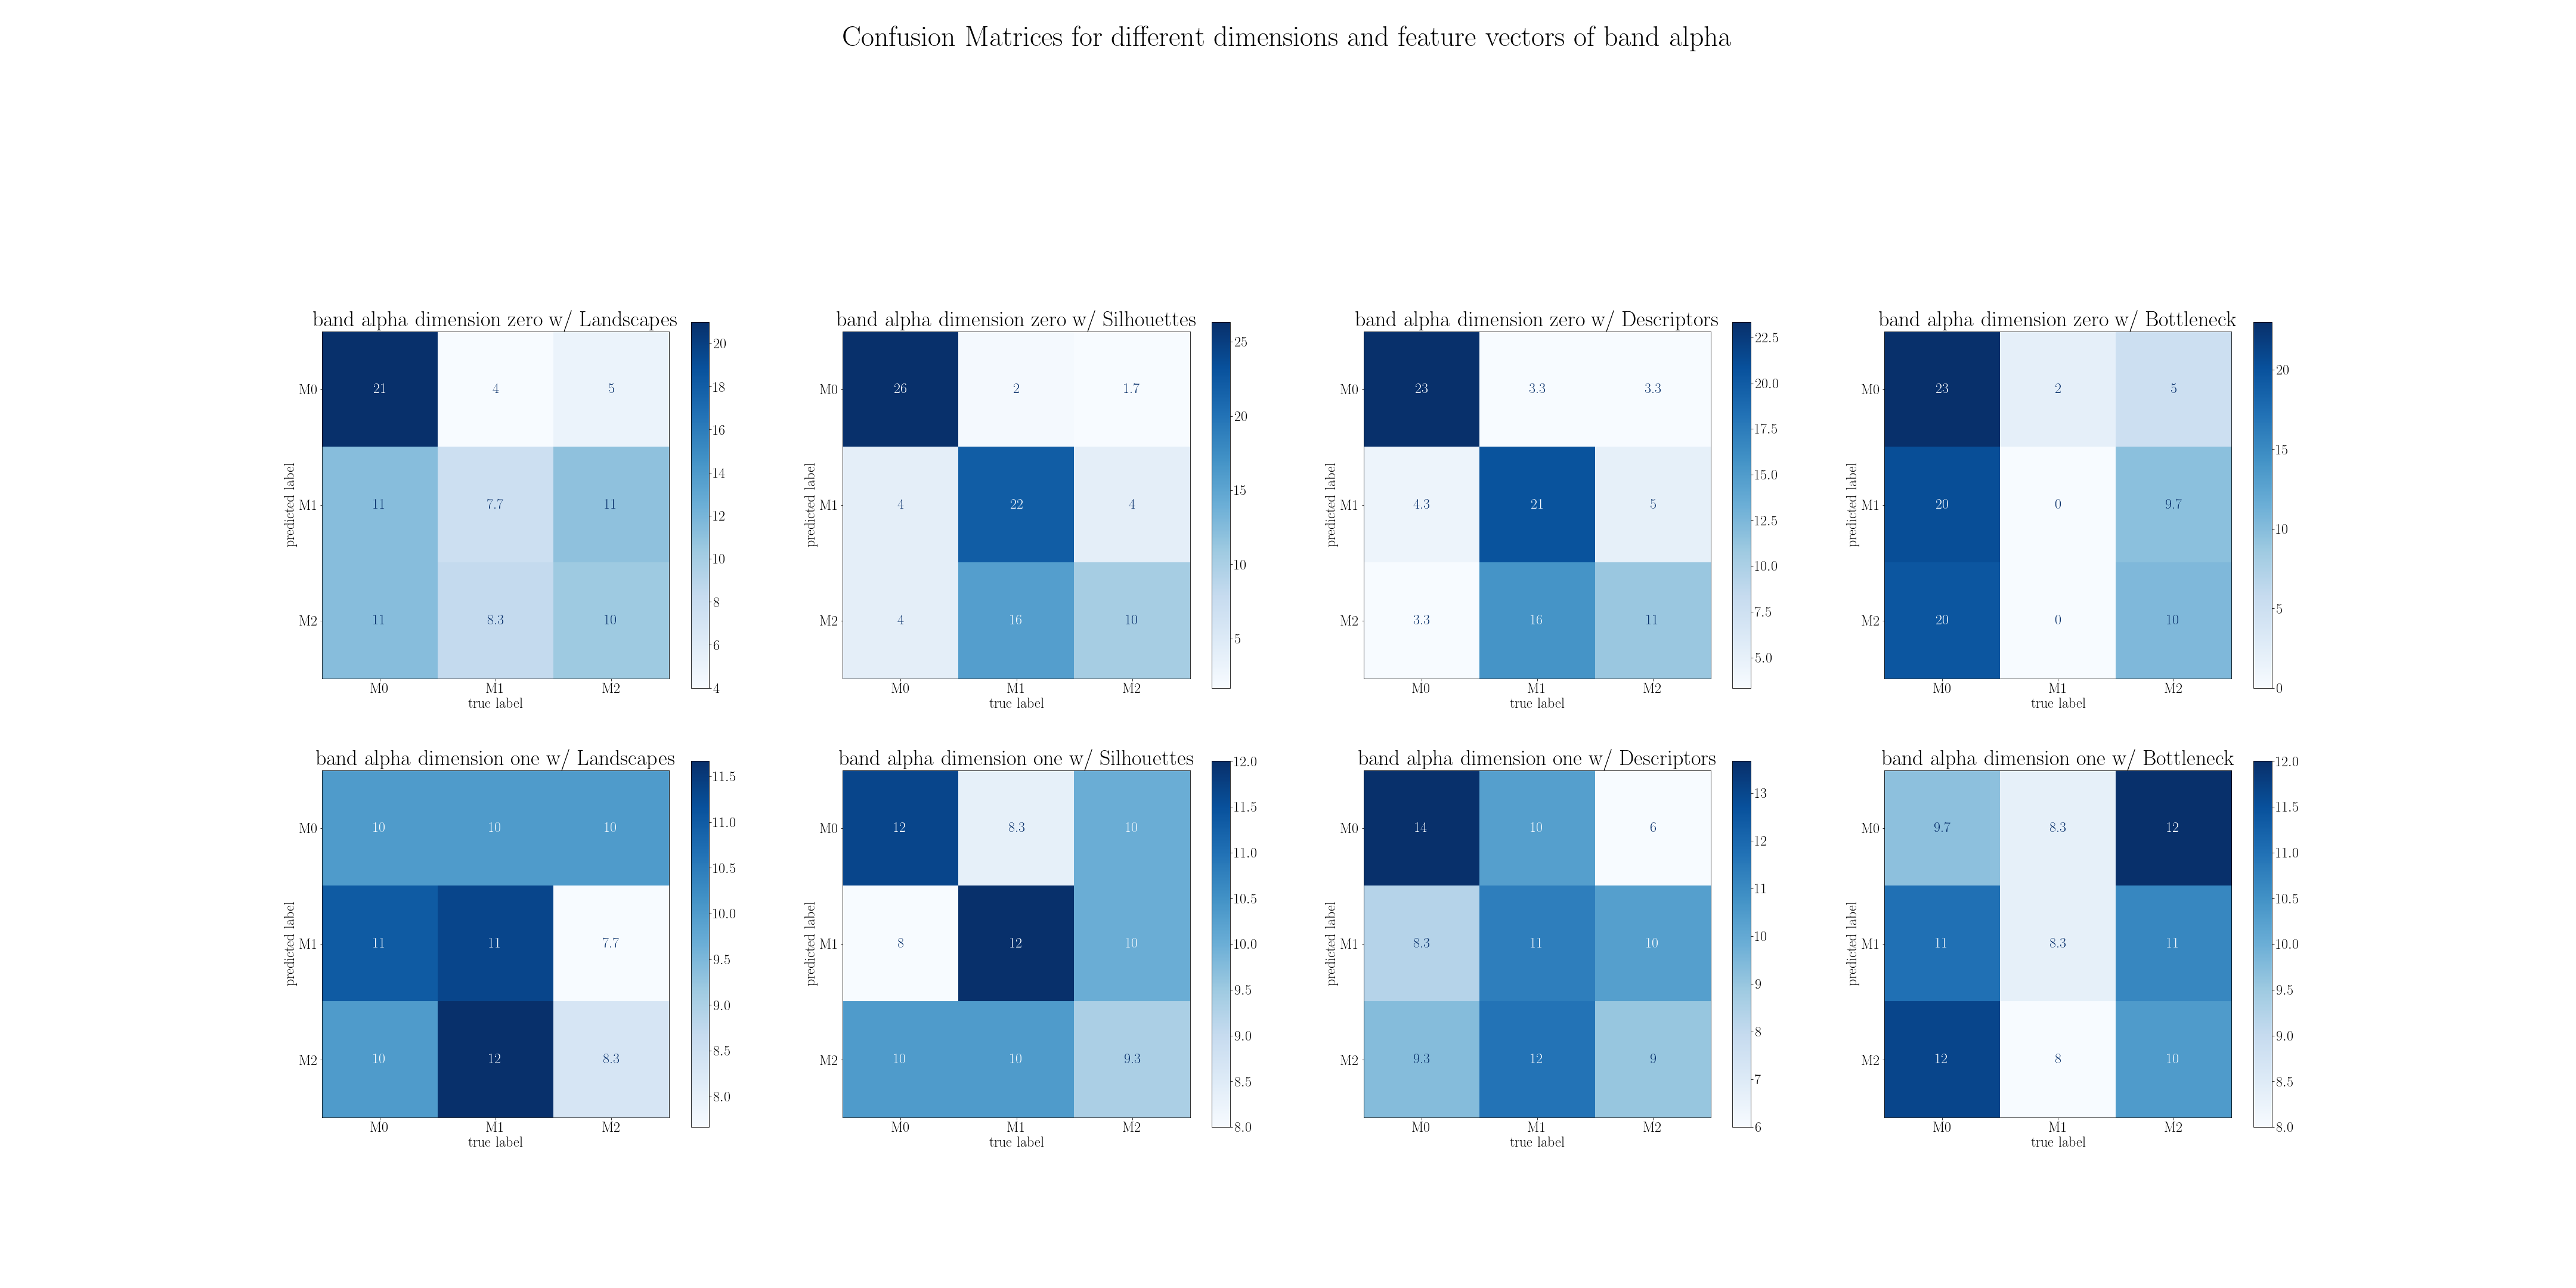 Confusion Matrices for different dimensions and feature vectors of band alpha
band alpha dimension zero w/ Landscapes
predicted label
M0 21 4 5
M1 11 7.7 11
M2 11 8.3 10
M0 M1 M2
true label
20
18
16
14
12
10
8
6
4
band alpha dimension zero w/ Silhouettes
predicted label
M0 26 2 1.7
M1 4 22 4
M2 4 16 10
M0 M1 M2
true label
25
20
15
10
5
band alpha dimension zero w/ Descriptors
predicted label
M0 23 3.3 3.3
M1 4.3 21 5
M2 3.3 16 11
M0 M1 M2
true label
22.5
20.0
17.5
15.0
12.5
10.0
7.5
5.0
band alpha dimension zero w/ Bottleneck
predicted label
M0 23 2 5
M1 20 0 9.7
M2 20 0 10
M0 M1 M2
true label
20
15
10
5
0
band alpha dimension one w/ Landscapes
predicted label
M0 10 10 10
M1 11 11 7.7
M2 10 12 8.3
M0 M1 M2
true label
11.5
11.0
10.5
10.0
9.5
9.0
8.5
8.0
band alpha dimension one w/ Silhouettes
predicted label
M0 12 8.3 10
M1 8 12 10
M2 10 10 9.3
M0 M1 M2
true label
12.0
11.5
11.0
10.5
10.0
9.5
9.0
8.5
8.0
band alpha dimension one w/ Descriptors
predicted label
M0 14 10 6
M1 8.3 11 10
M2 9.3 12 9
M0 M1 M2
true label
13
12
11
10
9
8
7
6
band alpha dimension one w/ Bottleneck
predicted label
M0 9.7 8.3 12
M1 11 8.3 11
M2 12 8 10
M0 M1 M2
true label
12.0
11.5
11.0
10.5
10.0
9.5
9.0
8.5
8.0